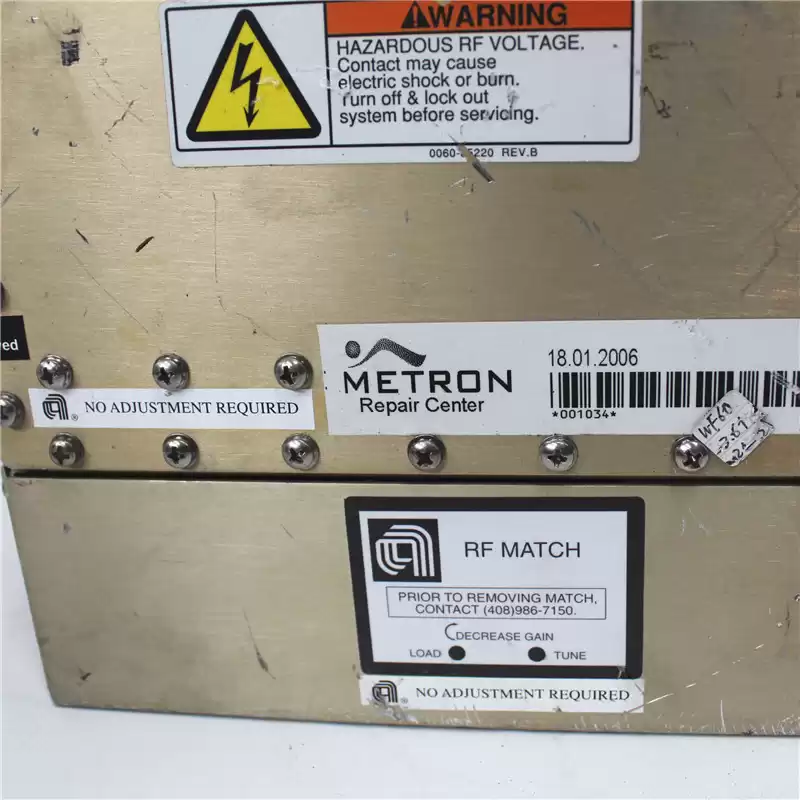 WARNING
HAZARDOUS RF VOLTAGE.
Contact may cause
electric shock or burn.
Turn off & lock out
system before servicing.
REV.B
METRON
Repair Center
18.01.2006
*001034*
NO ADJUSTMENT REQUIRED
RF MATCH
PRIOR TO REMOVING MATCH,
CONTACT (408)986-7150.
DECREASE GAIN
LOAD
TUNE
NO ADJUSTMENT REQUIRED